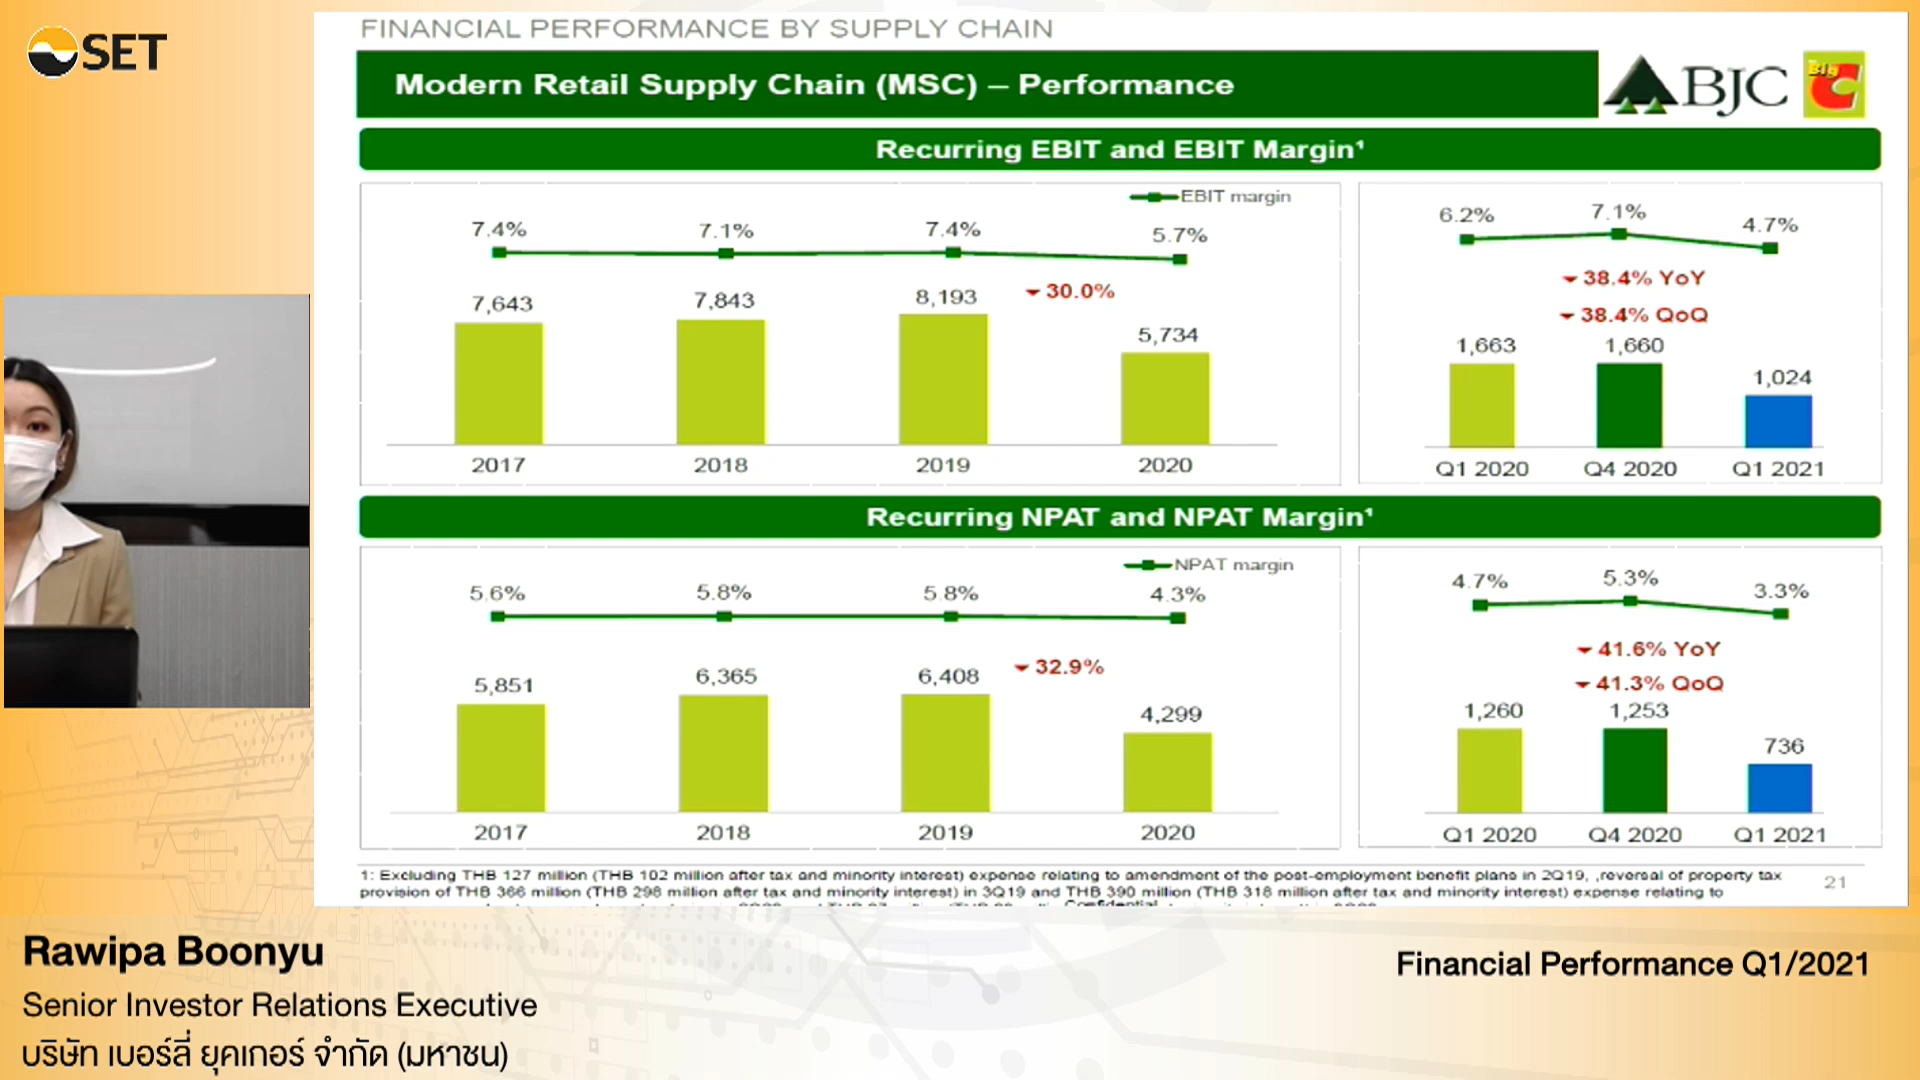 SET
FINANCIAL PERFORMANCE BY SUPPLY CHAIN
Modern Retail Supply Chain (MSC) – Performance
BJC
Big C
Recurring EBIT and EBIT Margin¹
EBIT margin
7.4% 7.1% 7.4% 5.7%
30.0%
7,643 7,843 8,193 5,734
2017 2018 2019 2020
6.2% 7.1% 4.7%
38.4% YoY
38.4% QoQ
1,663 1,660 1,024
Q1 2020 Q4 2020 Q1 2021
Recurring NPAT and NPAT Margin¹
NPAT margin
5.6% 5.8% 5.8% 4.3%
32.9%
5,851 6,365 6,408 4,299
2017 2018 2019 2020
4.7% 5.3% 3.3%
41.6% YoY
41.3% QoQ
1,260 1,253 736
Q1 2020 Q4 2020 Q1 2021
1: Excluding THB 127 million (THB 102 million after tax and minority interest) expense relating to amendment of the post-employment benefit plans in 2Q19, ,reversal of property tax
provision of THB 366 million (THB 298 million after tax and minority interest) in 3Q19 and THB 390 million (THB 318 million after tax and minority interest) expense relating to
Confidential
21
Rawipa Boonyu
Senior Investor Relations Executive
บริษัท เบอร์ลี่ ยุคเกอร์ จำกัด (มหาชน)
Financial Performance Q1/2021